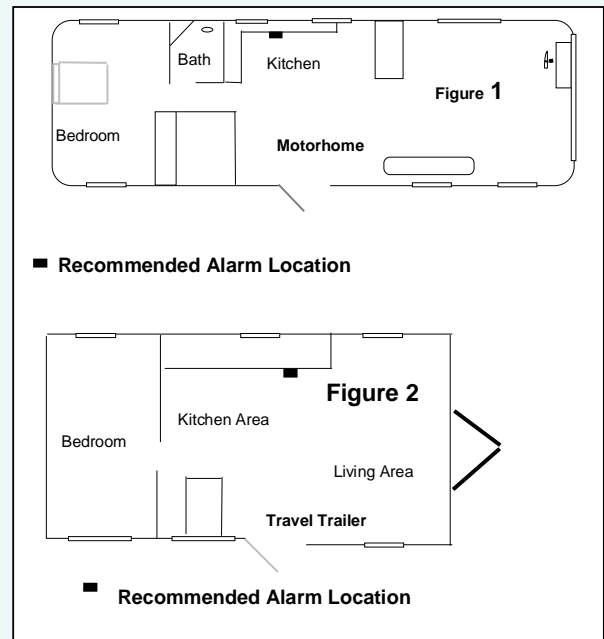 Bath
Kitchen
Figure 1
Bedroom
Motorhome
Recommended Alarm Location
Figure 2
Kitchen Area
Bedroom
Living Area
Travel Trailer
Recommended Alarm Location